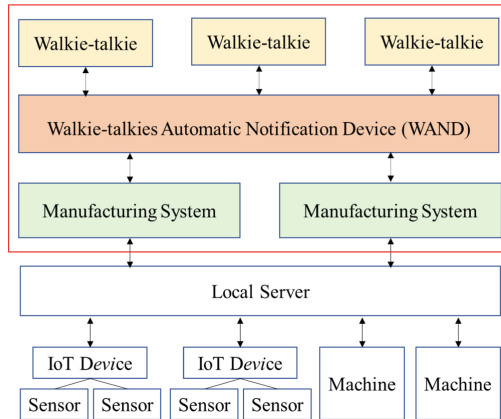 Walkie-talkie Walkie-talkie Walkie-talkie
Walkie-talkies Automatic Notification Device (WAND)
Manufacturing System Manufacturing System
Local Server
IoT Device IoT Device Machine Machine
Sensor Sensor Sensor Sensor